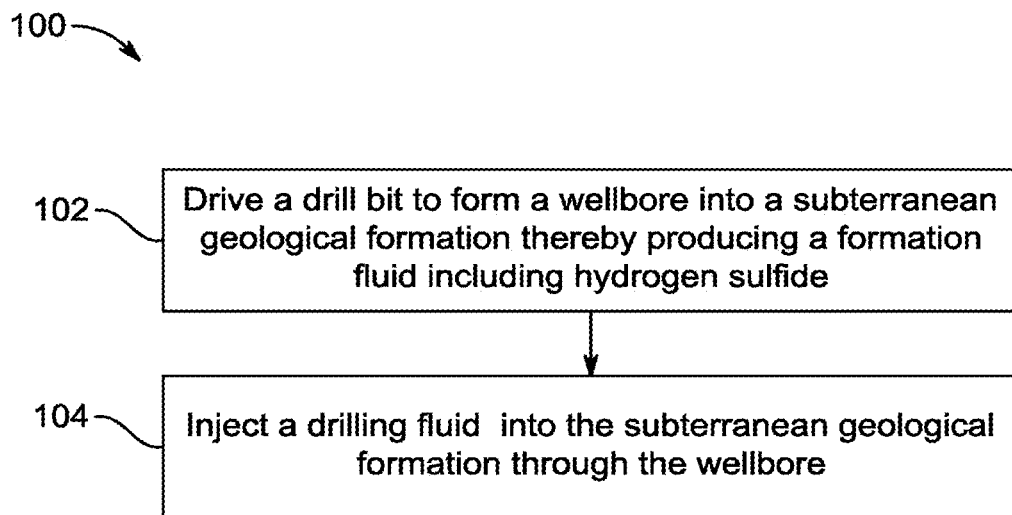 100
102
Drive a drill bit to form a wellbore into a subterranean
geological formation thereby producing a formation
fluid including hydrogen sulfide
104
Inject a drilling fluid into the subterranean geological
formation through the wellbore